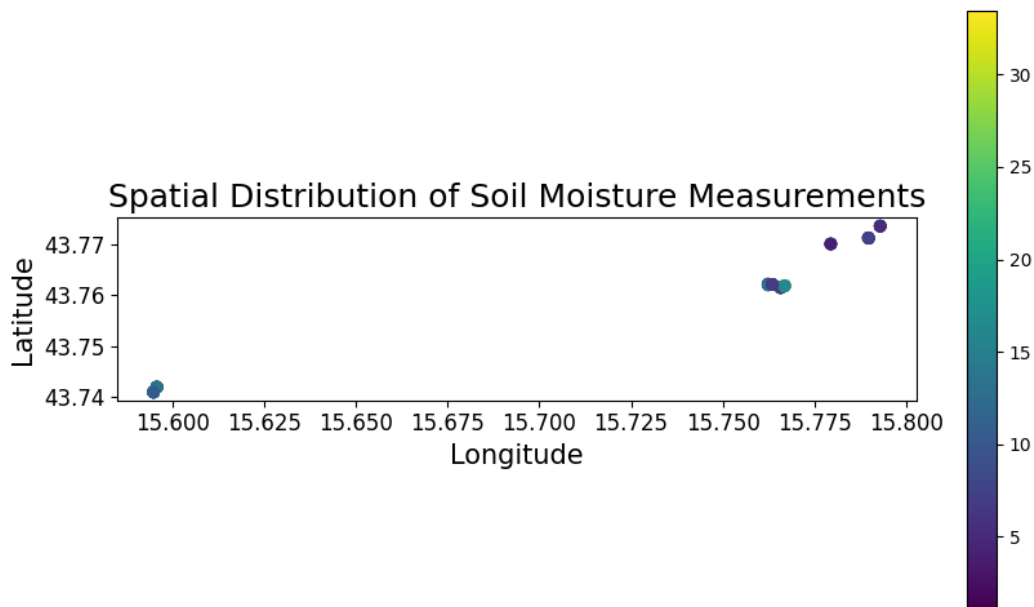 Spatial Distribution of Soil Moisture Measurements
43.77
43.76
43.75
43.74
Latitude
15.600 15.625 15.650 15.675 15.700 15.725 15.750 15.775 15.800
Longitude
30
25
20
15
10
5